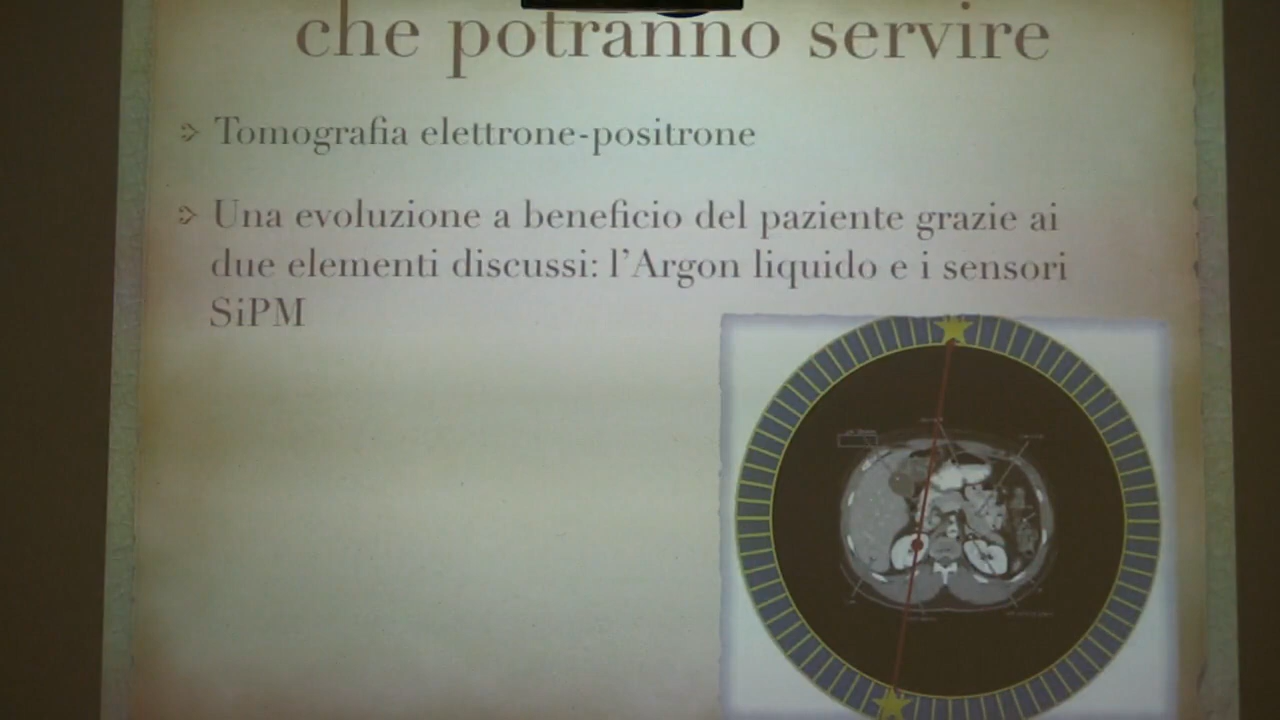 che potranno servire
Tomografia elettrone-positrone
Una evoluzione a beneficio del paziente grazie ai
due elementi discussi: l'Argon liquido e i sensori
SiPM